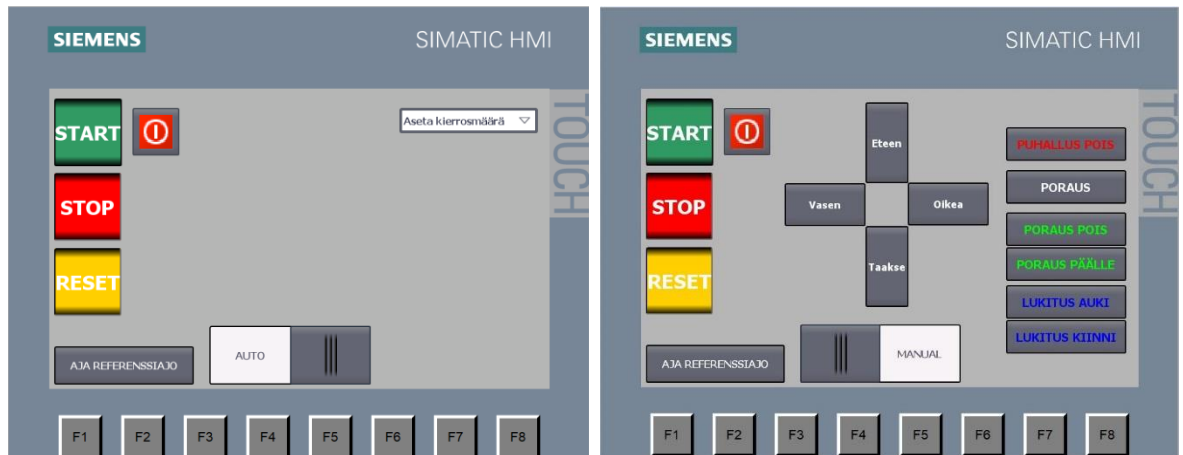 SIEMENS
SIMATIC HMI
TOUCH
START
Aseta kierrosmäärä
STOP
RESET
AUTO
AJA REFERENSSIAJO
F1 F2 F3 F4 F5 F6 F7 F8
SIEMENS
SIMATIC HMI
TOUCH
START
Eteen
PUHALLUS POIS
PORAUS
STOP
Vasen
Oikea
PORAUS POIS
RESET
Taakse
PORAUS PÄÄLLE
LUKITUS AUKI
LUKITUS KIINNI
MANUAL
AJA REFERENSSIAJO
F1 F2 F3 F4 F5 F6 F7 F8